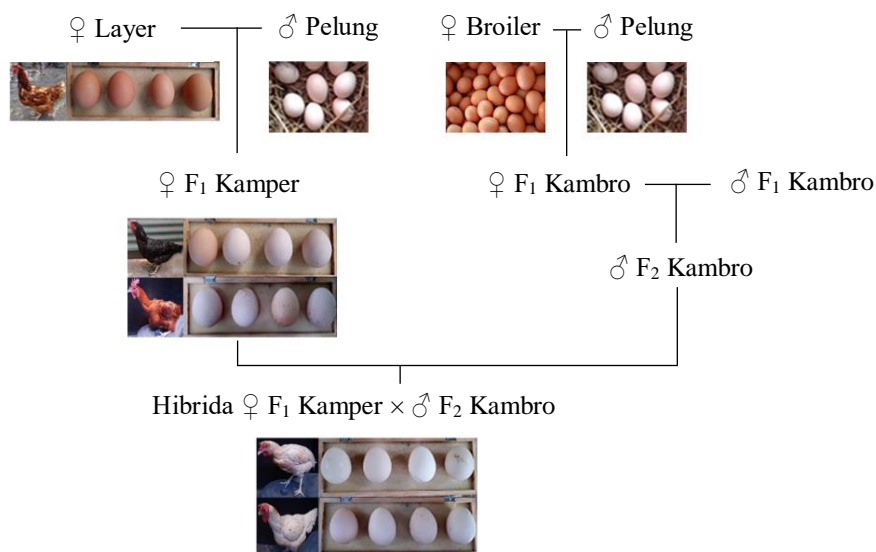 ♀ Layer ♂ Pelung ♀ Broiler ♂ Pelung
♀ F₁ Kamper ♀ F₁ Kambro ♂ F₁ Kambro
♂ F₂ Kambro
Hibrida ♀ F₁ Kamper × ♂ F₂ Kambro